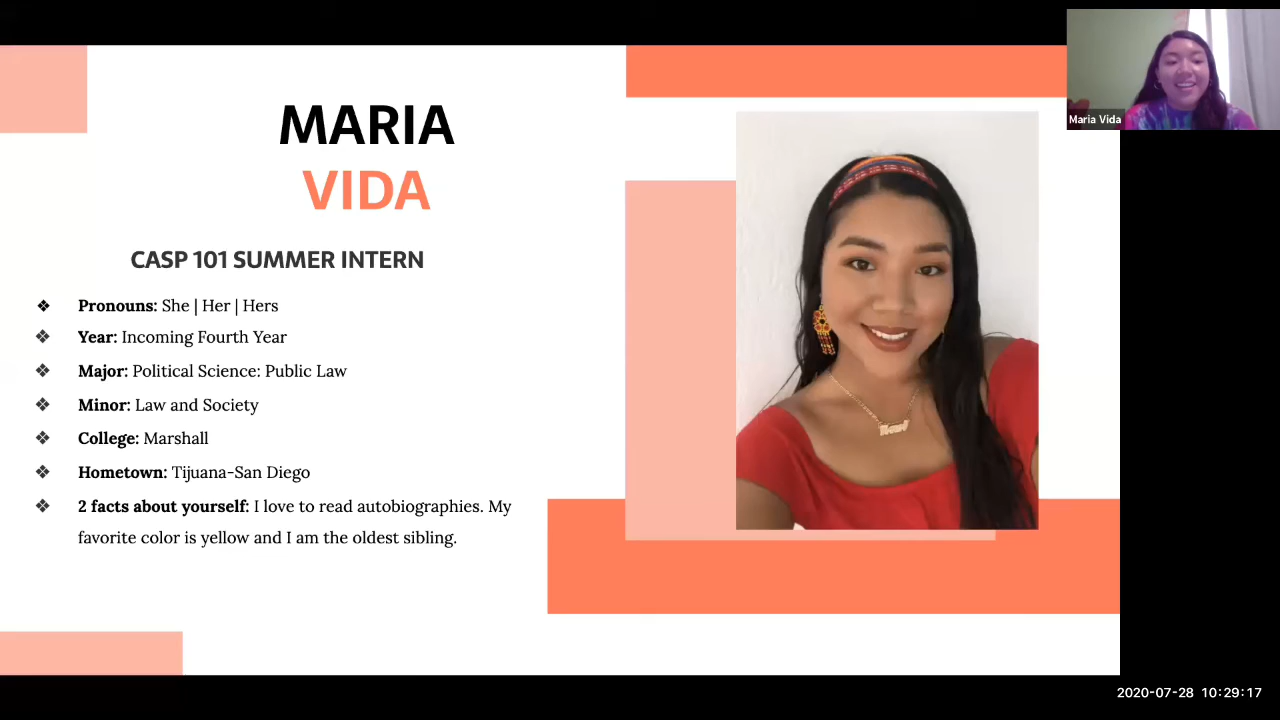 MARIA
VIDA
CASP 101 SUMMER INTERN
❖ Pronouns: She | Her | Hers
❖ Year: Incoming Fourth Year
❖ Major: Political Science: Public Law
❖ Minor: Law and Society
❖ College: Marshall
❖ Hometown: Tijuana-San Diego
❖ 2 facts about yourself: I love to read autobiographies. My
favorite color is yellow and I am the oldest sibling.
Maria Vida
2020-07-28 10:29:17